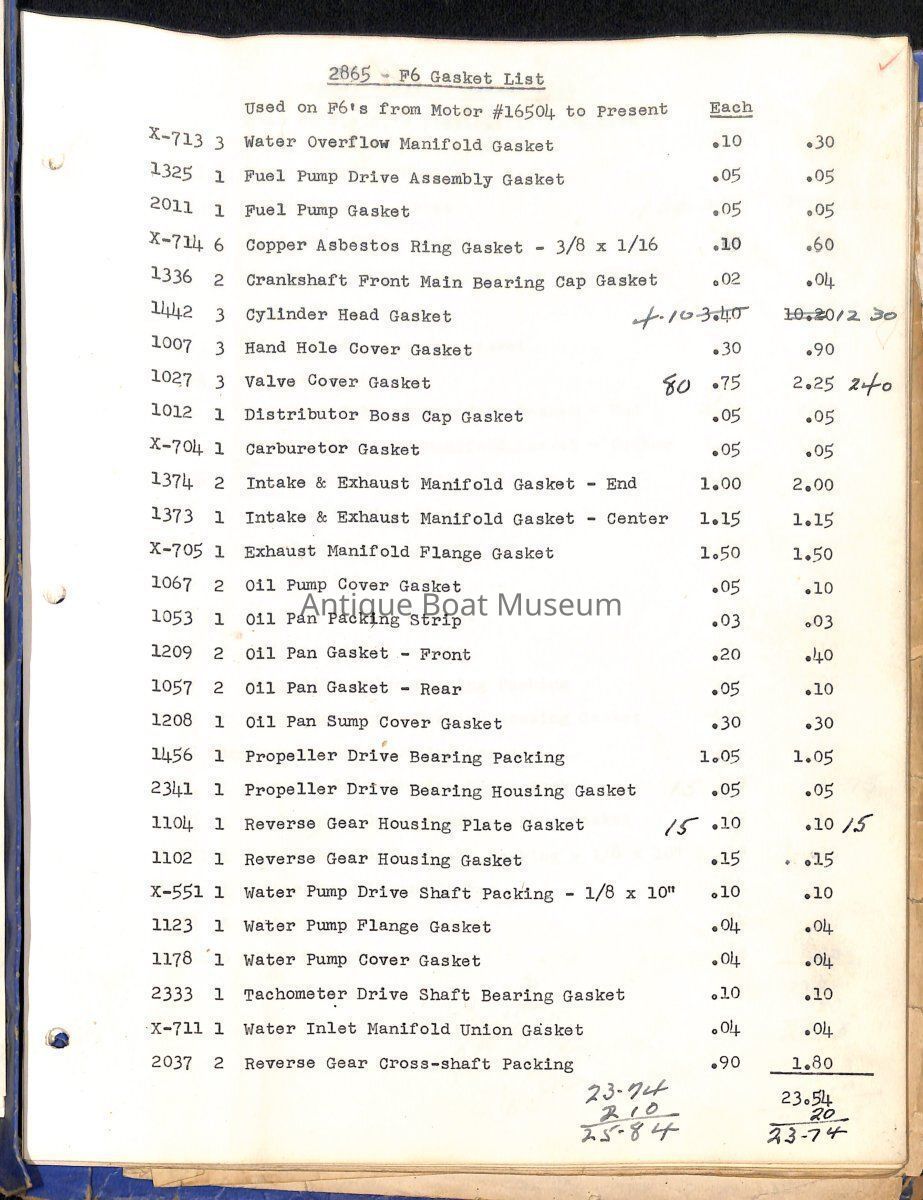 2865 - F6 Gasket List
Used on F6's from Motor #16504 to Present Each
X-713 3 Water Overflow Manifold Gasket .10 .30
1325 1 Fuel Pump Drive Assembly Gasket .05 .05
2011 1 Fuel Pump Gasket .05 .05
X-714 6 Copper Asbestos Ring Gasket - 3/8 x 1/16 .10 .60
1336 2 Crankshaft Front Main Bearing Cap Gasket .02 .04
1442 3 Cylinder Head Gasket 4.10 3.40 10.20 12 30
1007 3 Hand Hole Cover Gasket .30 .90
1027 3 Valve Cover Gasket 80 .75 2.25 240
1012 1 Distributor Boss Cap Gasket .05 .05
X-704 1 Carburetor Gasket .05 .05
1374 2 Intake & Exhaust Manifold Gasket - End 1.00 2.00
1373 1 Intake & Exhaust Manifold Gasket - Center 1.15 1.15
X-705 1 Exhaust Manifold Flange Gasket 1.50 1.50
1067 2 Oil Pump Cover Gasket .05 .10
Antique Boat Museum
1053 1 Oil Pan Packing Strip .03 .03
1209 2 Oil Pan Gasket - Front .20 .40
1057 2 Oil Pan Gasket - Rear .05 .10
1208 1 Oil Pan Sump Cover Gasket .30 .30
1456 1 Propeller Drive Bearing Packing 1.05 1.05
2341 1 Propeller Drive Bearing Housing Gasket .05 .05
1104 1 Reverse Gear Housing Plate Gasket 15 .10 .10 15
1102 1 Reverse Gear Housing Gasket .15 .15
X-551 1 Water Pump Drive Shaft Packing - 1/8 x 10" .10 .10
1123 1 Water Pump Flange Gasket .04 .04
1178 1 Water Pump Cover Gasket .04 .04
2333 1 Tachometer Drive Shaft Bearing Gasket .10 .10
X-711 1 Water Inlet Manifold Union Gasket .04 .04
2037 2 Reverse Gear Cross-shaft Packing .90 1.80
23-74 23.54
2 10 20
25-84 23-74